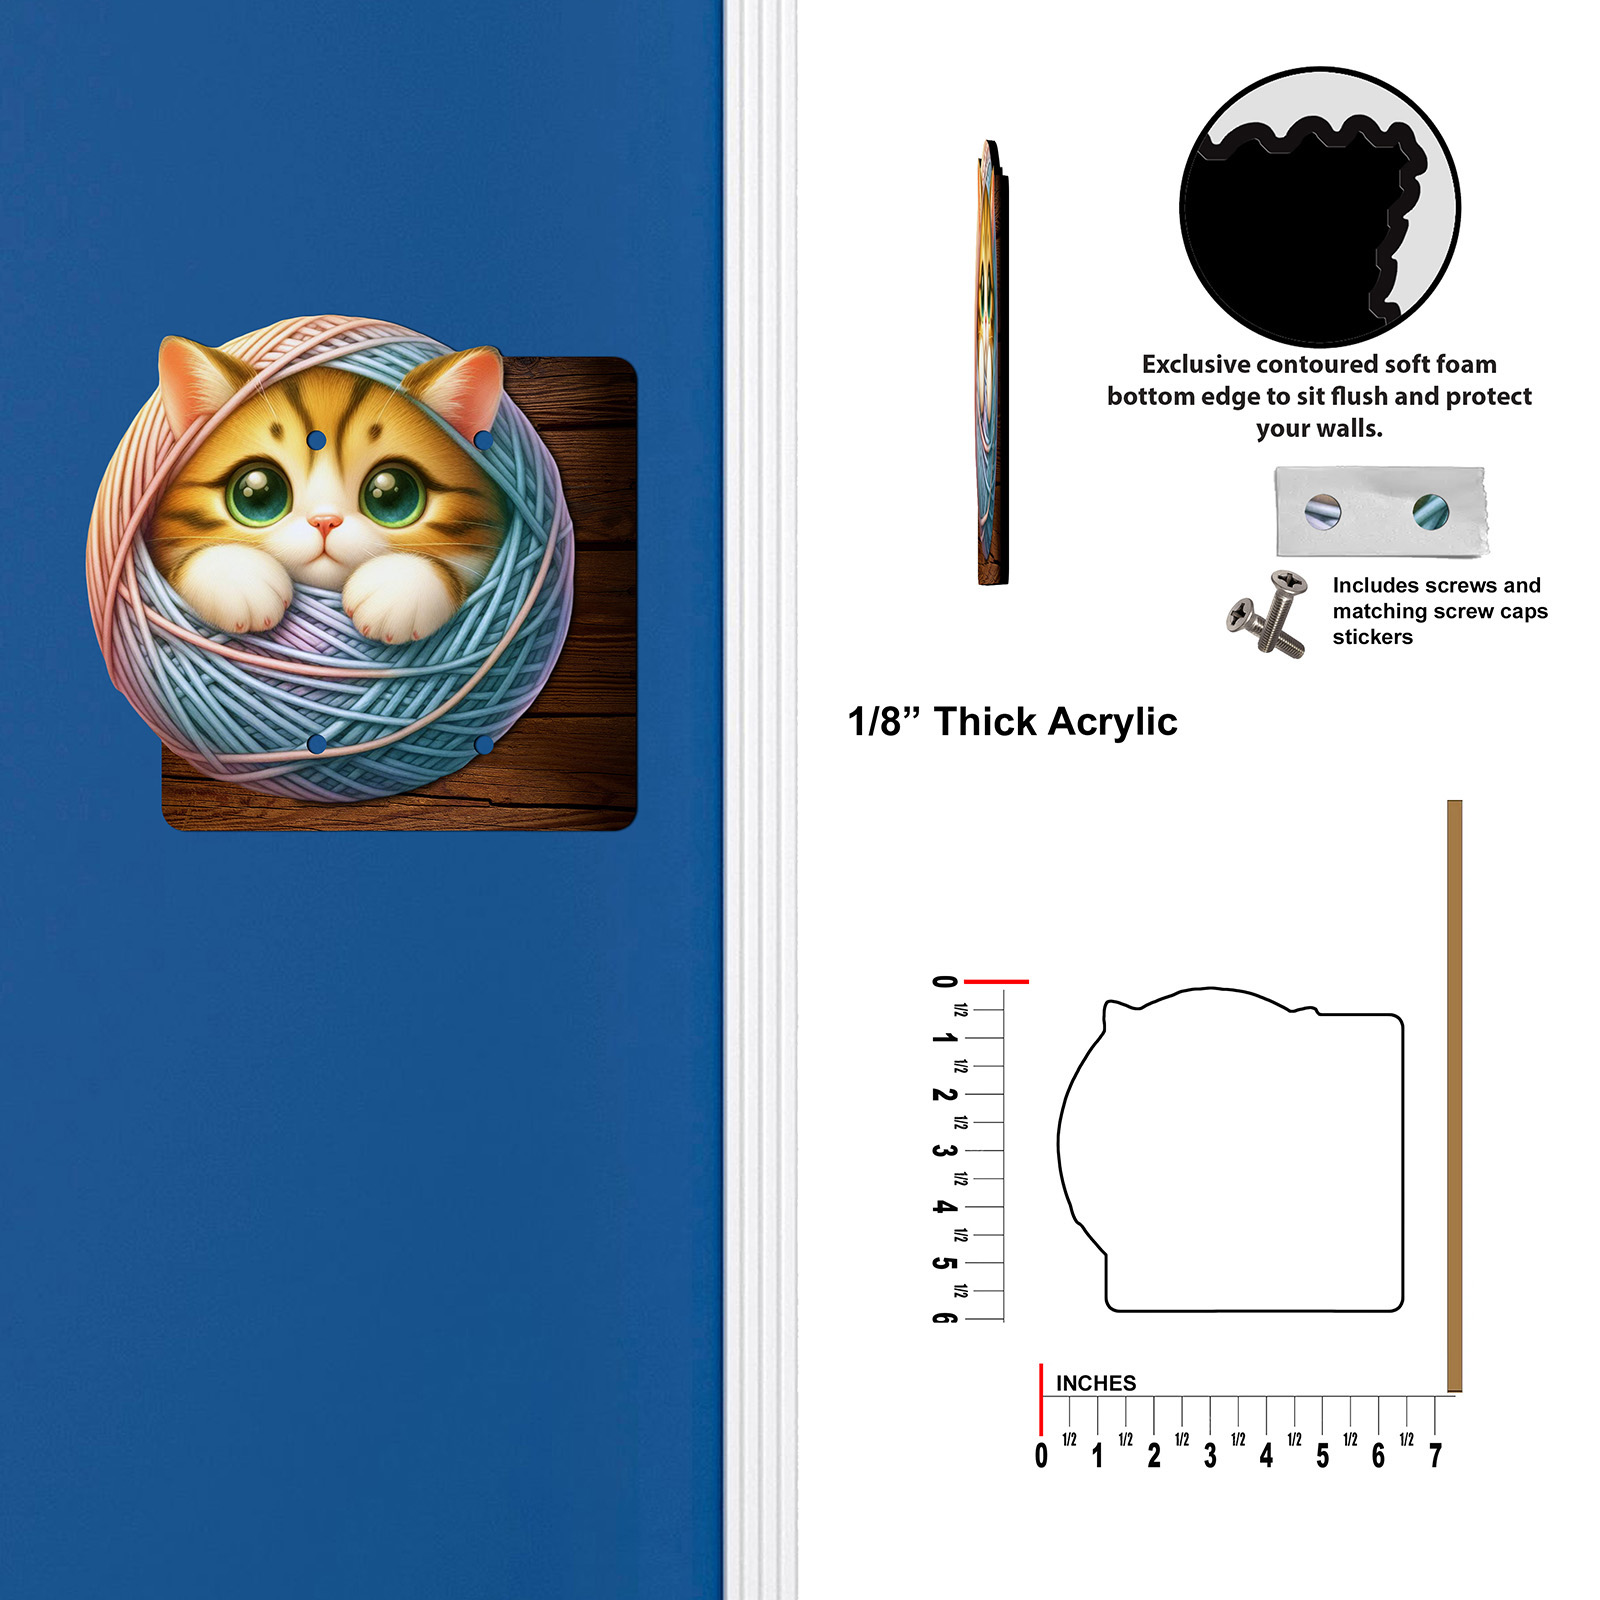 Exclusive contoured soft foam
bottom edge to sit flush and protect
your walls.
Includes screws and
matching screw caps
stickers
1/8” Thick Acrylic
0
1/2
1
1/2
2
1/2
3
1/2
4
1/2
5
1/2
6
INCHES
0 1/2 1 1/2 2 1/2 3 1/2 4 1/2 5 1/2 6 1/2 7